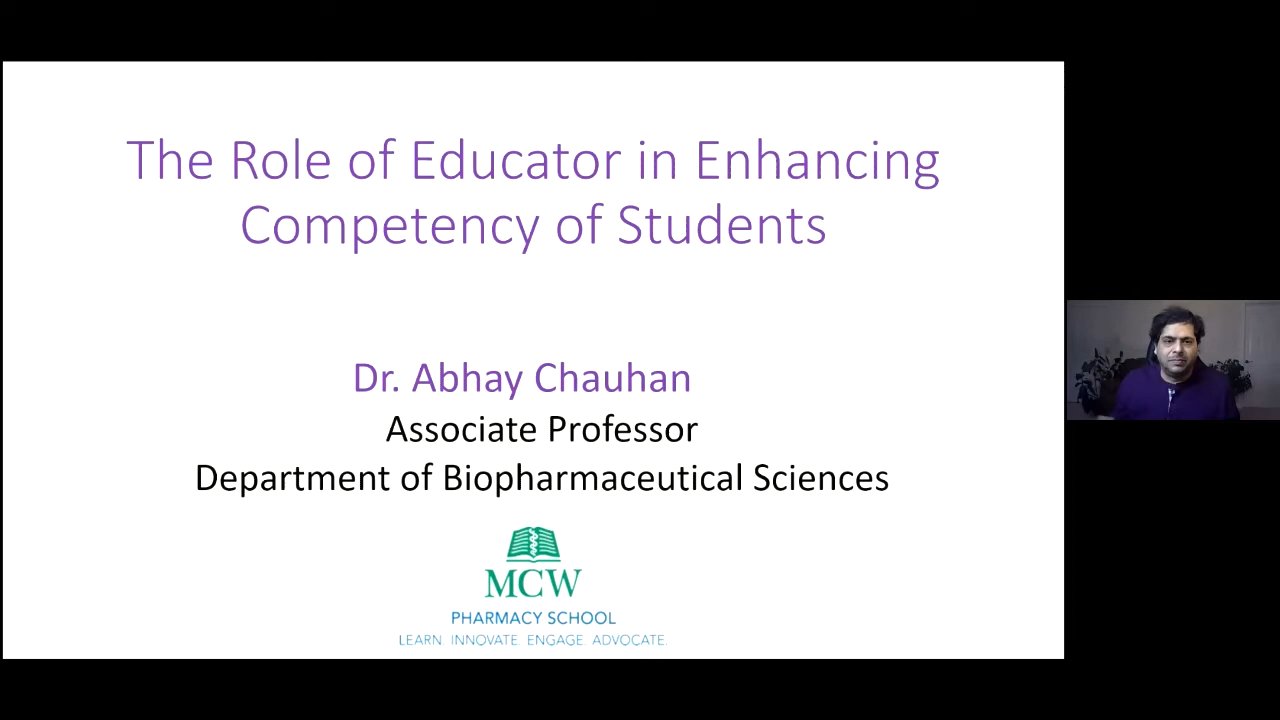 The Role of Educator in Enhancing
Competency of Students
Dr. Abhay Chauhan
Associate Professor
Department of Biopharmaceutical Sciences
MCW
PHARMACY SCHOOL
LEARN. INNOVATE. ENGAGE. ADVOCATE.